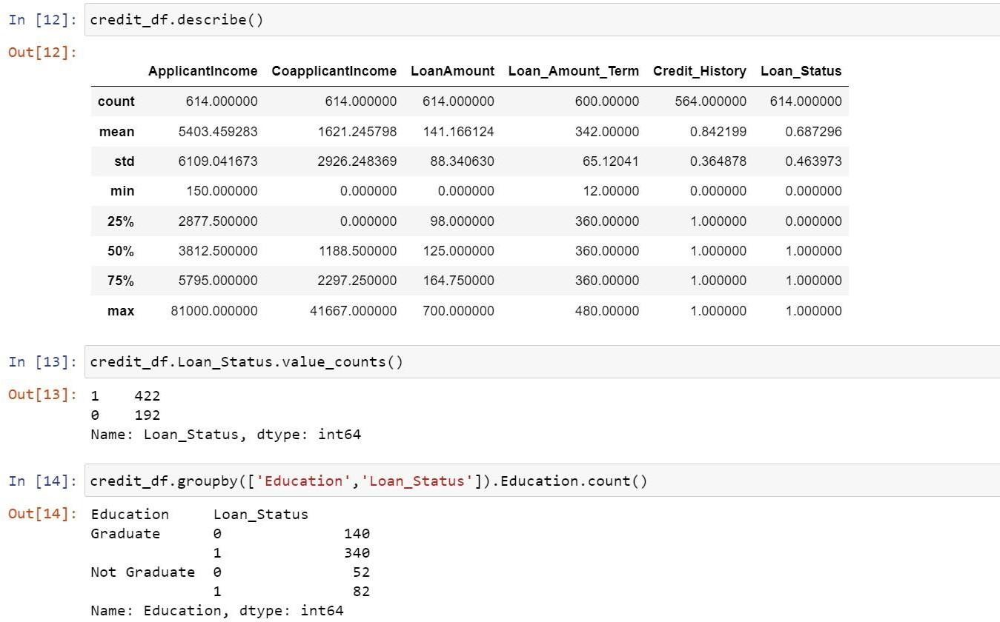 In [12]: credit_df.describe()
Out[12]:
ApplicantIncome CoapplicantIncome LoanAmount Loan_Amount_Term Credit_History Loan_Status
count 614.000000 614.000000 614.000000 600.00000 564.000000 614.000000
mean 5403.459283 1621.245798 141.166124 342.00000 0.842199 0.687296
std 6109.041673 2926.248369 88.340630 65.12041 0.364878 0.463973
min 150.000000 0.000000 0.000000 12.00000 0.000000 0.000000
25% 2877.500000 0.000000 98.000000 360.00000 1.000000 0.000000
50% 3812.500000 1188.500000 125.000000 360.00000 1.000000 1.000000
75% 5795.000000 2297.250000 164.750000 360.00000 1.000000 1.000000
max 81000.000000 41667.000000 700.000000 480.00000 1.000000 1.000000
In [13]: credit_df.Loan_Status.value_counts()
Out[13]: 1 422
0 192
Name: Loan_Status, dtype: int64
In [14]: credit_df.groupby(['Education','Loan_Status']).Education.count()
Out[14]: Education Loan_Status
Graduate 0 140
1 340
Not Graduate 0 52
1 82
Name: Education, dtype: int64